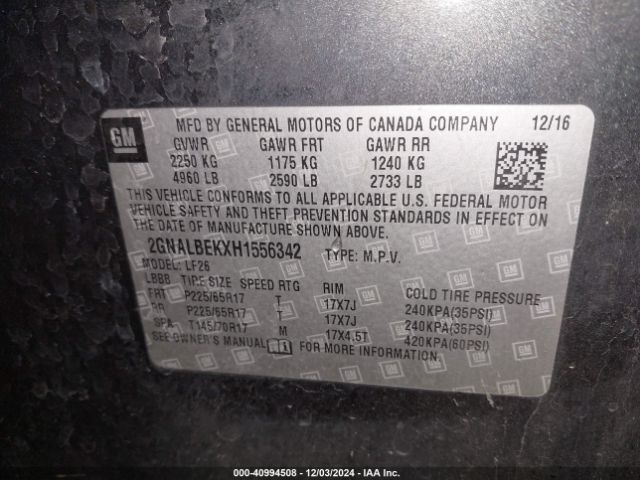 GM MFD BY GENERAL MOTORS OF CANADA COMPANY 12/16
GVWR GAWR FRT GAWR RR
2250 KG 1175 KG 1240 KG
4960 LB 2590 LB 2733 LB
THIS VEHICLE CONFORMS TO ALL APPLICABLE U.S. FEDERAL MOTOR
VEHICLE SAFETY AND THEFT PREVENTION STANDARDS IN EFFECT ON
THE DATE OF MANUFACTURE SHOWN ABOVE.
2GNALBEKXH1556342 TYPE: M.P.V.
MODEL: LF26
LBBB TIRE SIZE SPEED RTG RIM COLD TIRE PRESSURE
FRT P225/65R17 T 17X7J 240KPA(35PSI)
RR P225/65R17 T 17X7J 240KPA(35PSI)
SPA T145/70R17 M 17X4.5T 420KPA(60PSI)
SEE OWNER'S MANUAL FOR MORE INFORMATION.
000-40994508 - 12/03/2024 - IAA Inc.